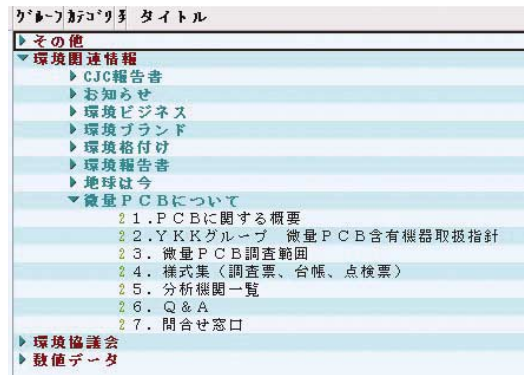 ｸﾞﾙｰﾌﾟ ｶﾃｺﾞﾘ タイトル
その他
環境関連情報
CJC報告書
お知らせ
環境ビジネス
環境ブランド
環境格付け
環境報告書
地球は今
微量ＰＣＢについて
2 1．ＰＣＢに関する概要
2 2．ＹＫＫグループ　微量ＰＣＢ含有機器取扱指針
2 3．微量ＰＣＢ調査範囲
2 4．様式集（調査票、台帳、点検票）
2 5．分析機関一覧
2 6．Ｑ＆Ａ
2 7．問合せ窓口
環境協議会
数値データ